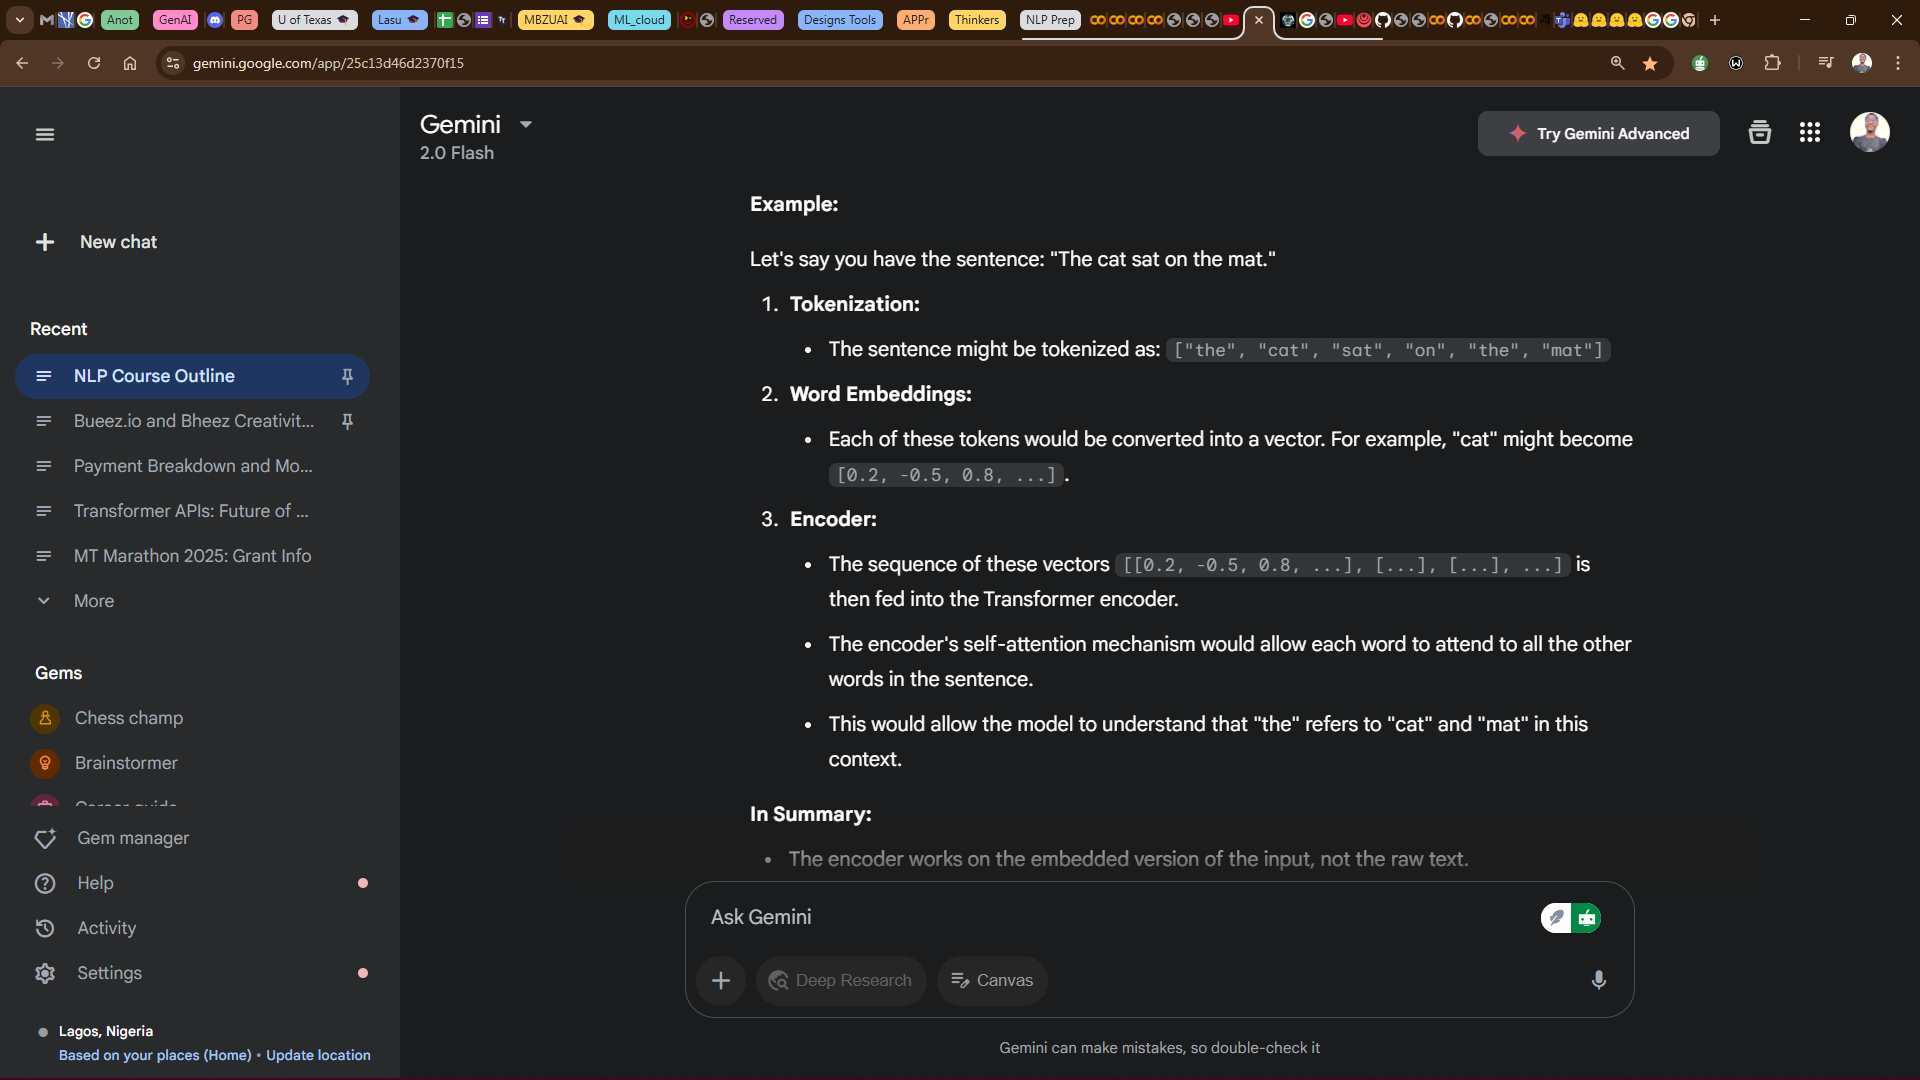 Anot
GenAI
PG
U of Texas
Lasu
MBZUAI
ML_cloud
Reserved
Designs Tools
APPr
Thinkers
NLP Prep
gemini.google.com/app/25c13d46d2370f15
Gemini
2.0 Flash
Try Gemini Advanced
New chat
Recent
NLP Course Outline
Bueez.io and Bheez Creativit...
Payment Breakdown and Mo...
Transformer APIs: Future of ...
MT Marathon 2025: Grant Info
More
Gems
Chess champ
Brainstormer
Career guide
Gem manager
Help
Activity
Settings
Lagos, Nigeria
Based on your places (Home) • Update location
Example:
Let's say you have the sentence: "The cat sat on the mat."
1. Tokenization:
• The sentence might be tokenized as: ["the", "cat", "sat", "on", "the", "mat"]
2. Word Embeddings:
• Each of these tokens would be converted into a vector. For example, "cat" might become
[0.2, -0.5, 0.8, ...].
3. Encoder:
• The sequence of these vectors [[0.2, -0.5, 0.8, ...], [...], [...], ...] is
then fed into the Transformer encoder.
• The encoder's self-attention mechanism would allow each word to attend to all the other
words in the sentence.
• This would allow the model to understand that "the" refers to "cat" and "mat" in this
context.
In Summary:
• The encoder works on the embedded version of the input, not the raw text.
Ask Gemini
Deep Research
Canvas
Gemini can make mistakes, so double-check it